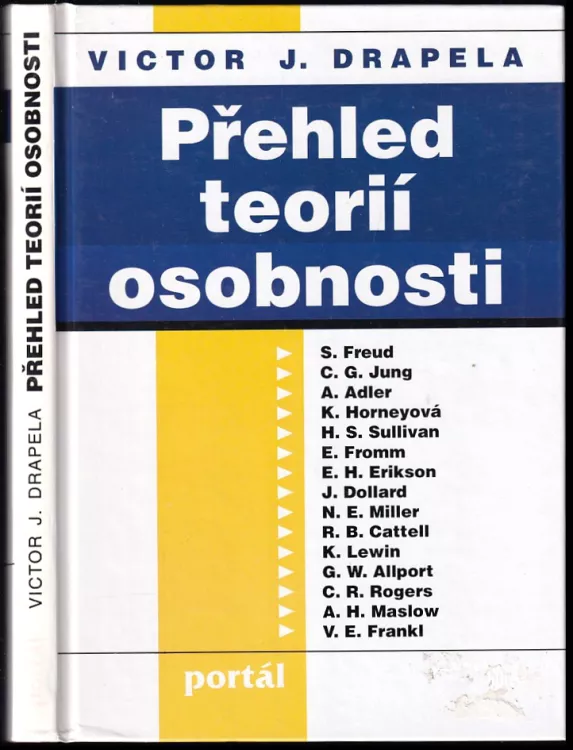 VICTOR J. DRAPELA PŘEHLED TEORIÍ OSOBNOSTI
VICTOR J. DRAPELA
Přehled
teorií
osobnosti
S. Freud
C. G. Jung
A. Adler
K. Horneyová
H. S. Sullivan
E. Fromm
E. H. Erikson
J. Dollard
N. E. Miller
R. B. Cattell
K. Lewin
G. W. Allport
C. R. Rogers
A. H. Maslow
V. E. Frankl
portál